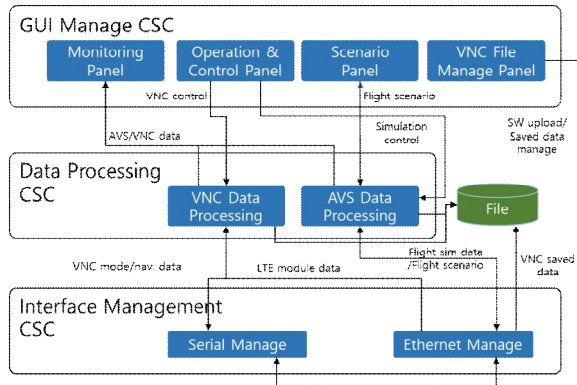 GUI Manage CSC
Monitoring
Panel
Operation &
Control Panel
Scenario
Panel
VNC File
Manage Panel
VNC control
Flight scenario
AVS/VNC data
Simulation
control
SW upload/
Saved data
manage
Data Processing
CSC
VNC Data
Processing
AVS Data
Processing
File
VNC mode/nav. data
LTE module data
Flight sim data
/Flight scenario
VNC saved
data
Interface Management
CSC
Serial Manage
Ethernet Manage